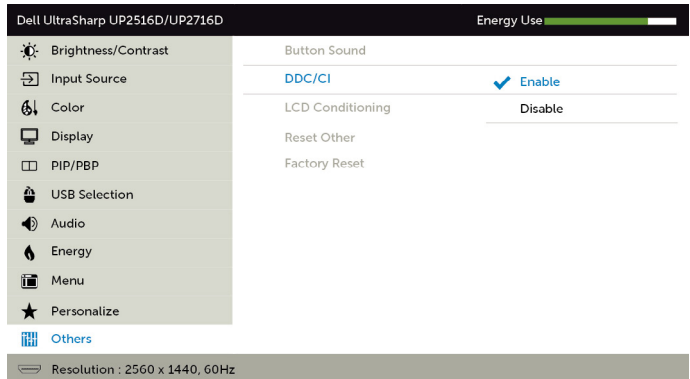 Dell UltraSharp UP2516D/UP2716D Energy Use
Brightness/Contrast Button Sound
Input Source DDC/CI Enable
Color LCD Conditioning Disable
Display Reset Other
PIP/PBP Factory Reset
USB Selection
Audio
Energy
Menu
Personalize
Others
Resolution : 2560 x 1440, 60Hz